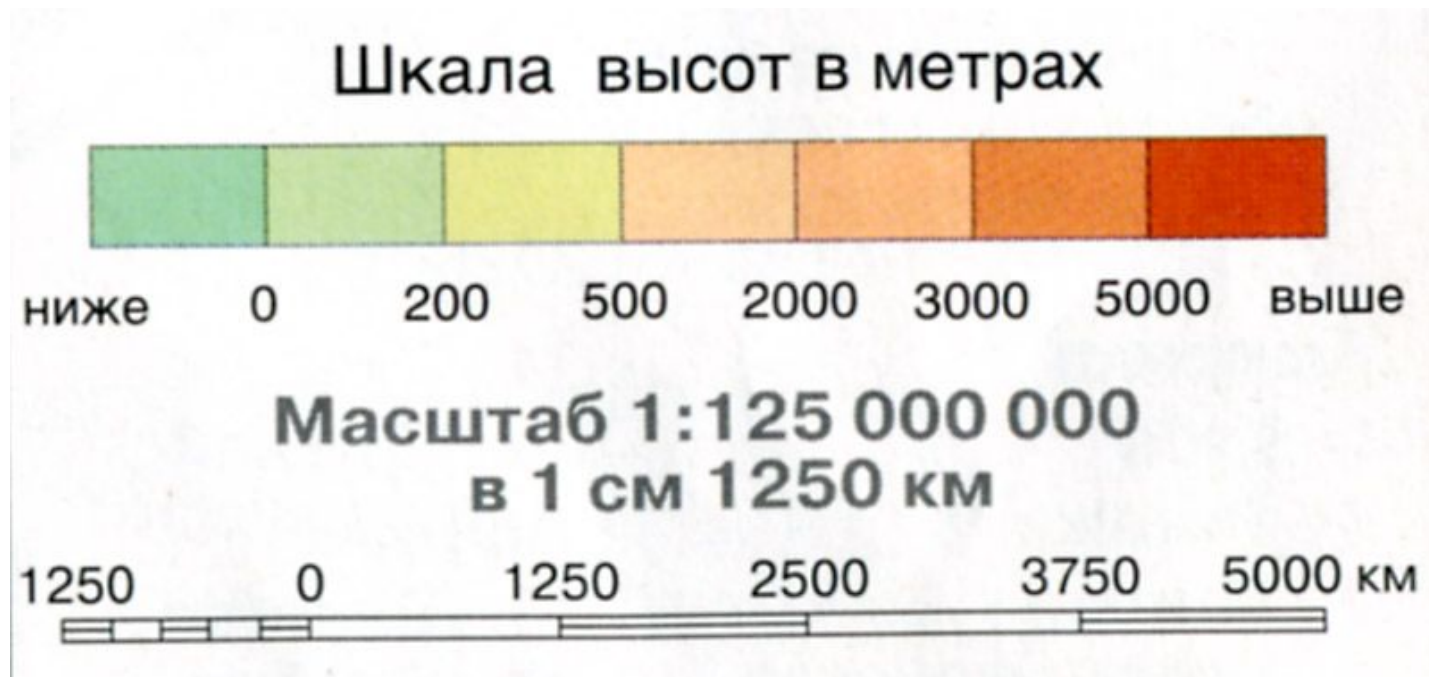 Шкала высот в метрах
ниже 0 200 500 2000 3000 5000 выше
Масштаб 1:125 000 000
в 1 см 1250 км
1250 0 1250 2500 3750 5000 км